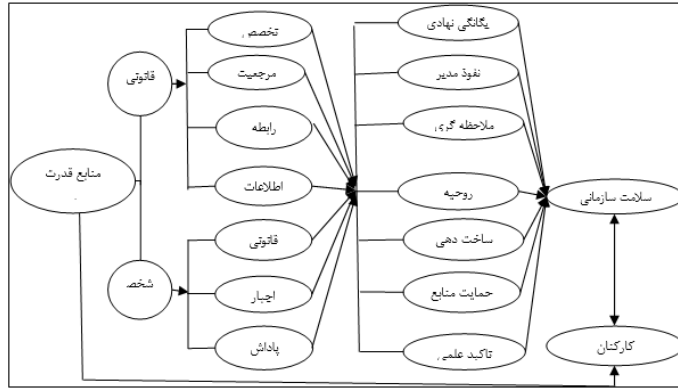 یگانگی نهادی
تخصص
قانونی
نفوذ مدیر
مرجعیت
ملاحظه گری
رابطه
منابع قدرت
روحیه
اطلاعات
سلامت سازمانی
ساخت دهی
قانونی
شخص
حمایت منابع
اجبار
کارکنان
تاکید علمی
پاداش